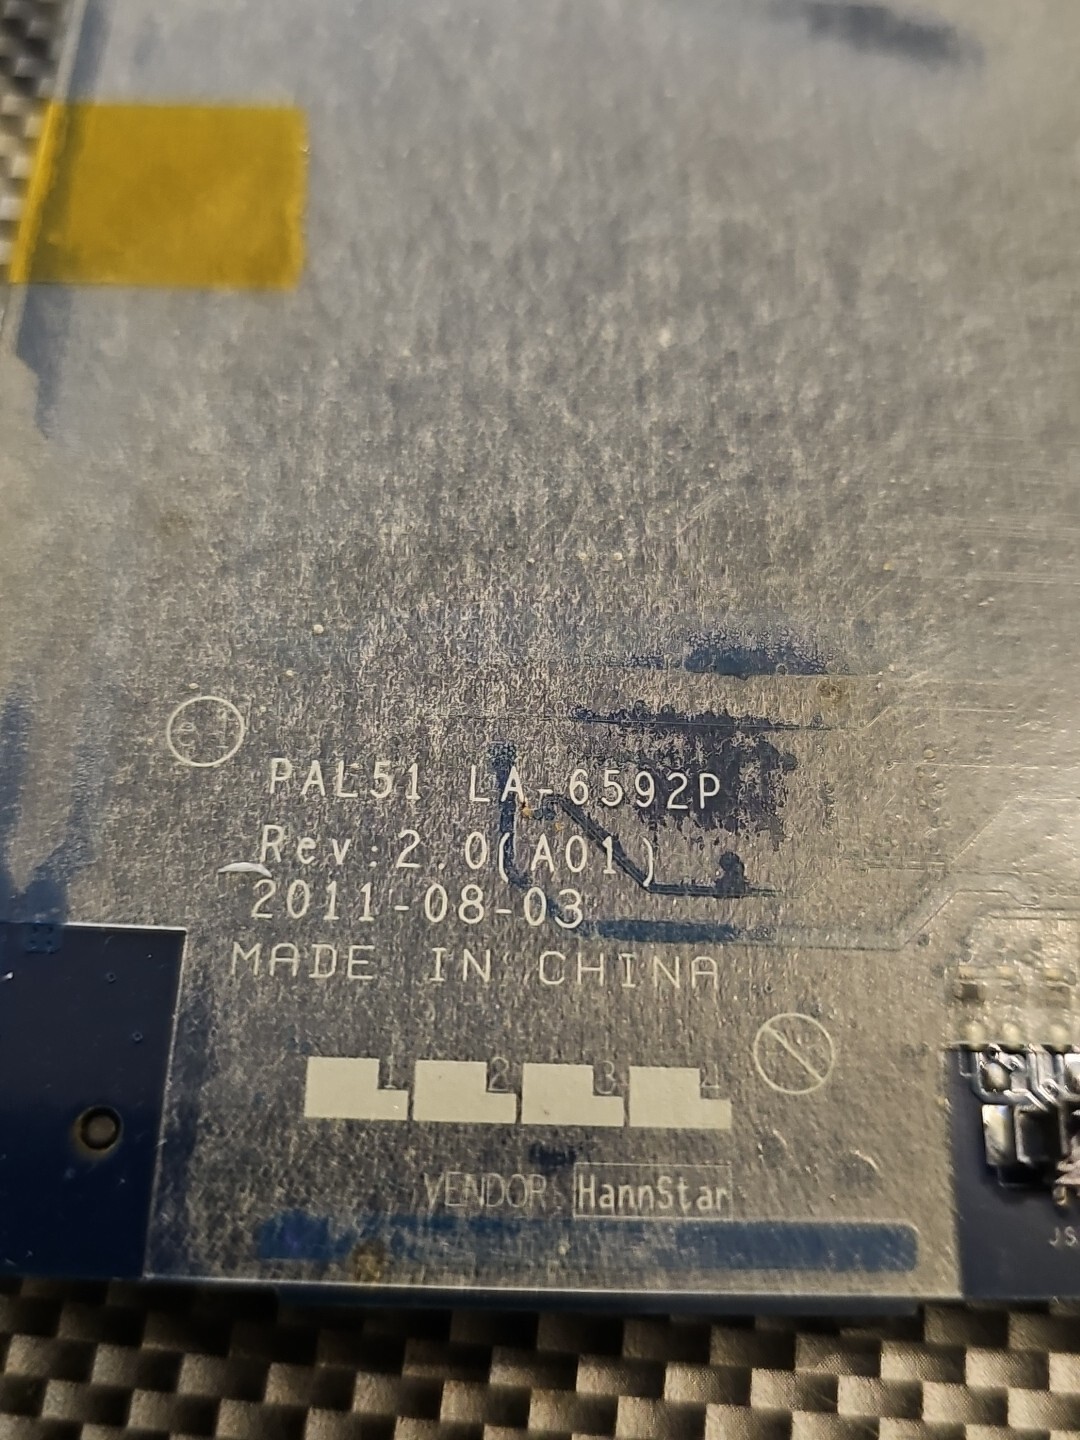 PAL51 LA-6592P
Rev:2.0(A01)
2011-08-03
MADE IN CHINA
1 2 3 4
VENDOR HannStar
JS